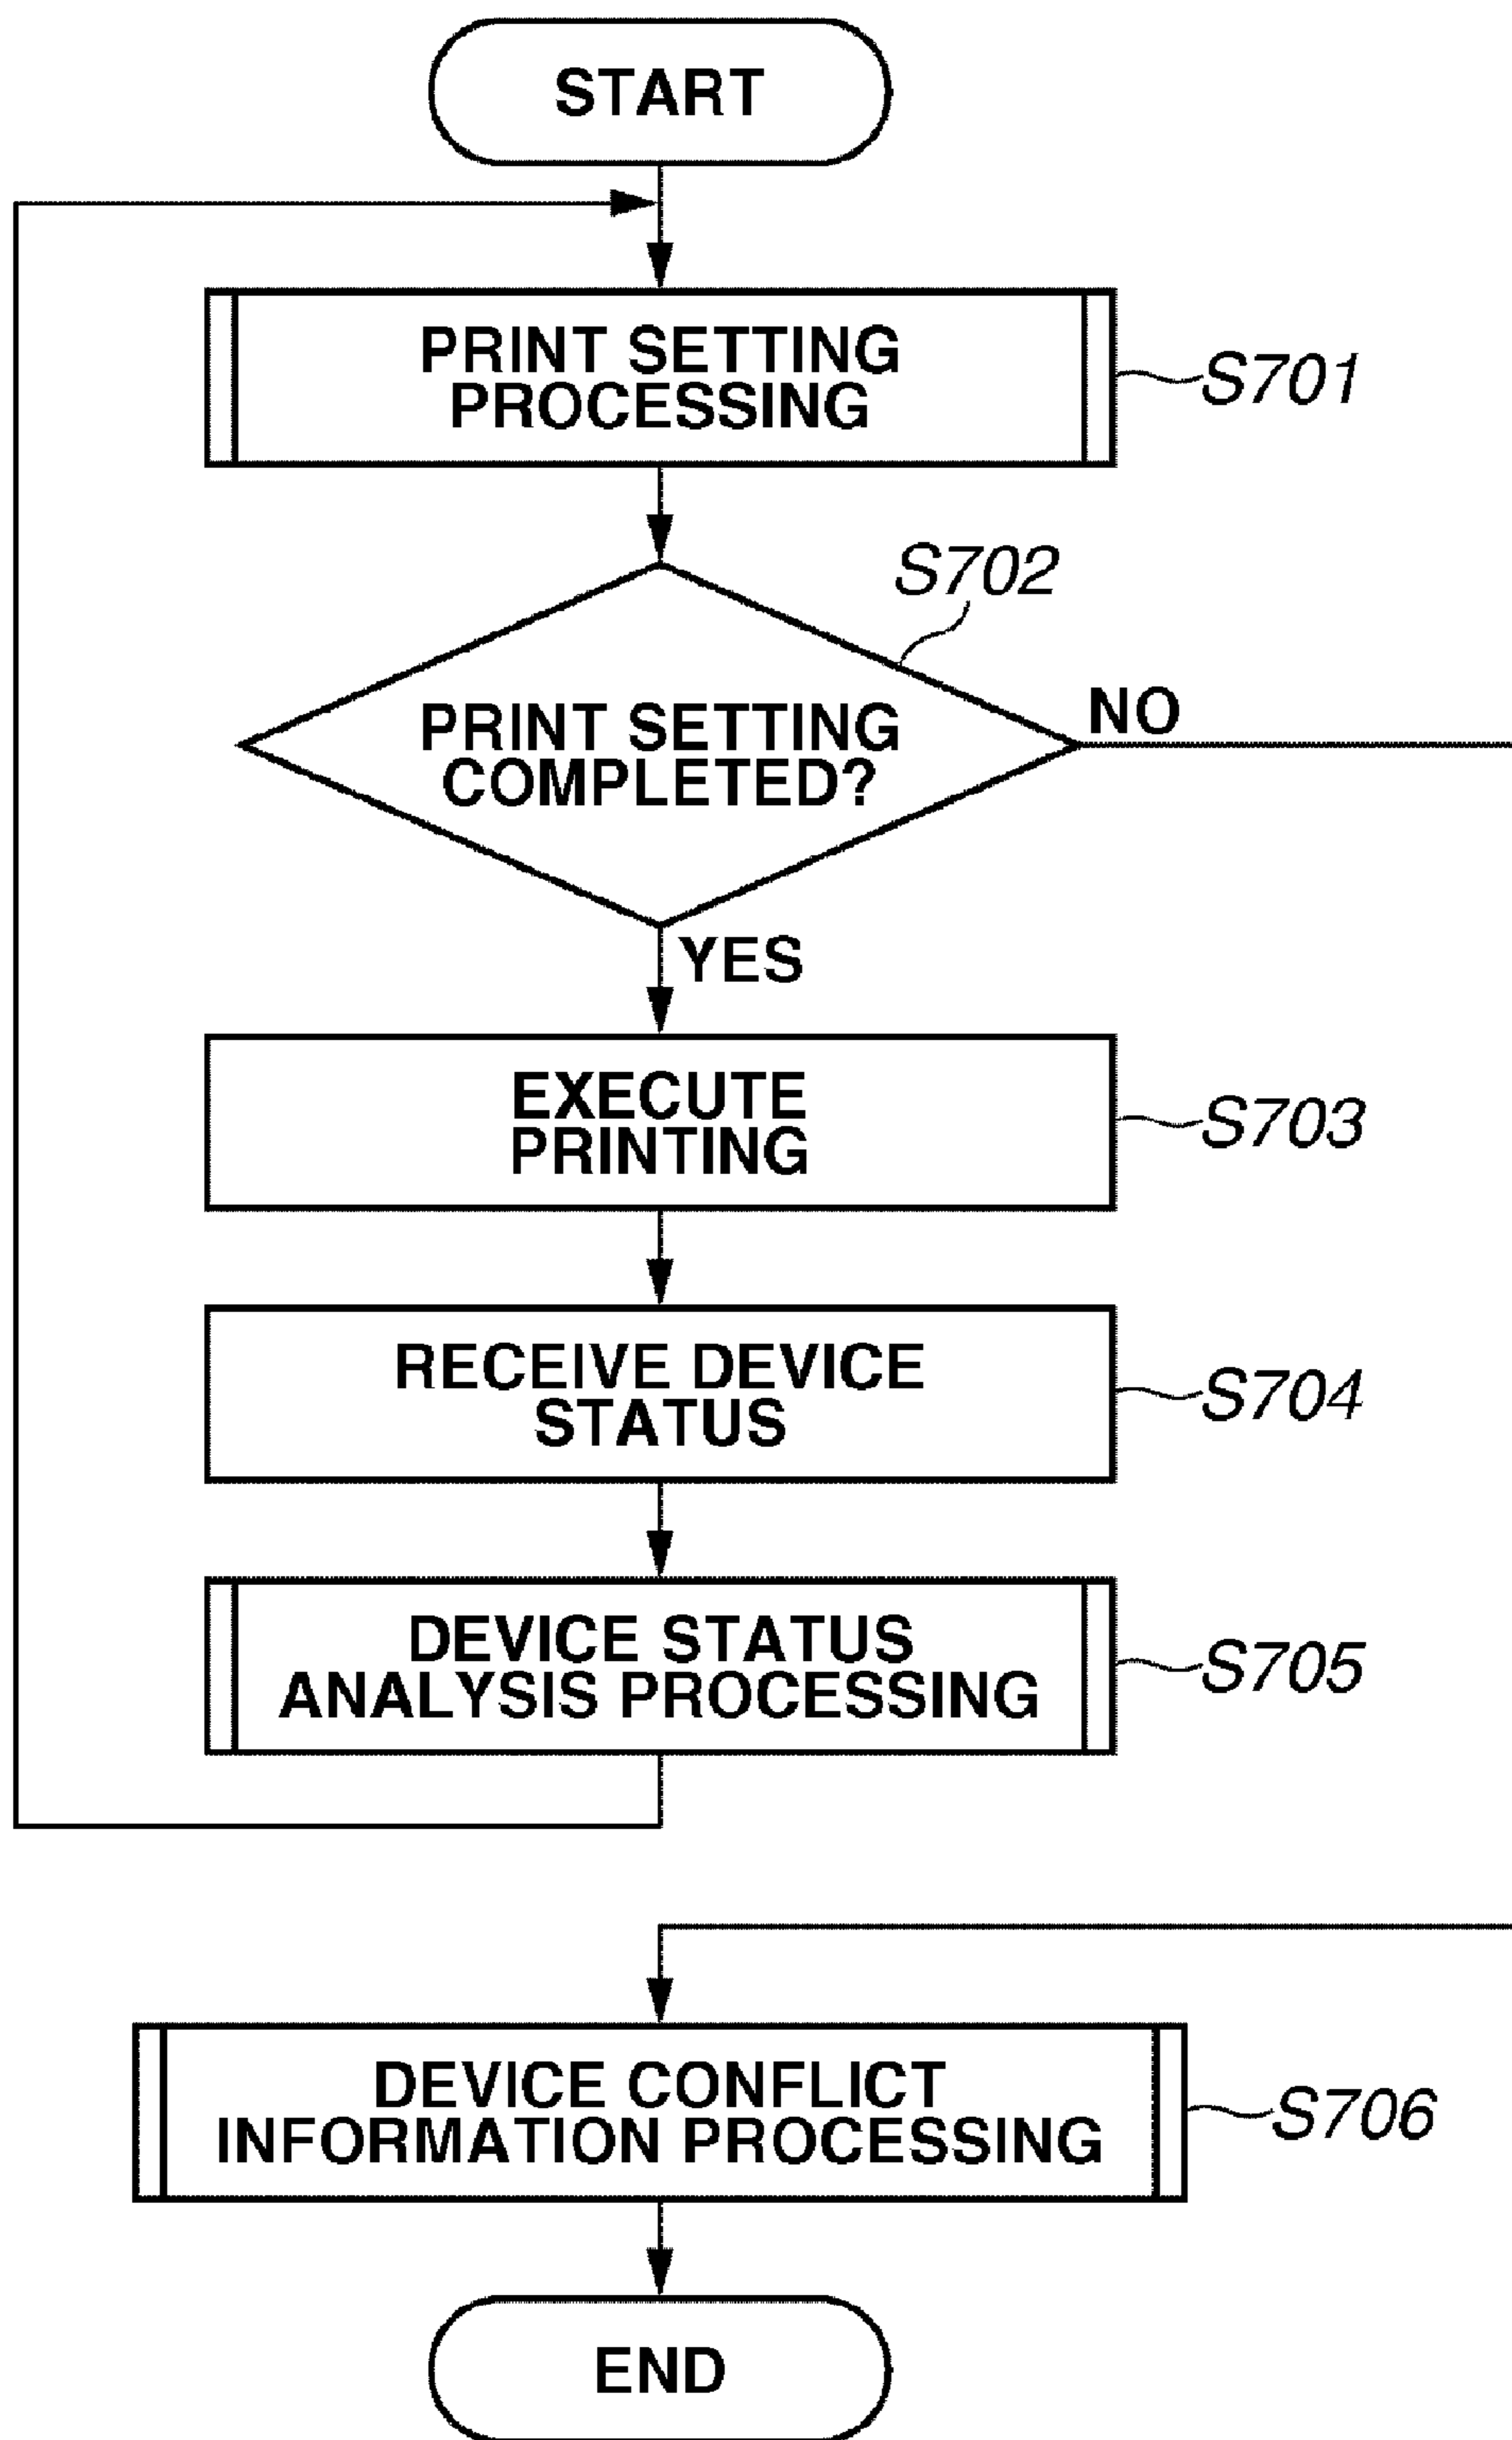 START
PRINT SETTING
PROCESSING
S701
S702
PRINT SETTING
COMPLETED?
NO
YES
EXECUTE
PRINTING
S703
RECEIVE DEVICE
STATUS
S704
DEVICE STATUS
ANALYSIS PROCESSING
S705
DEVICE CONFLICT
INFORMATION PROCESSING
S706
END